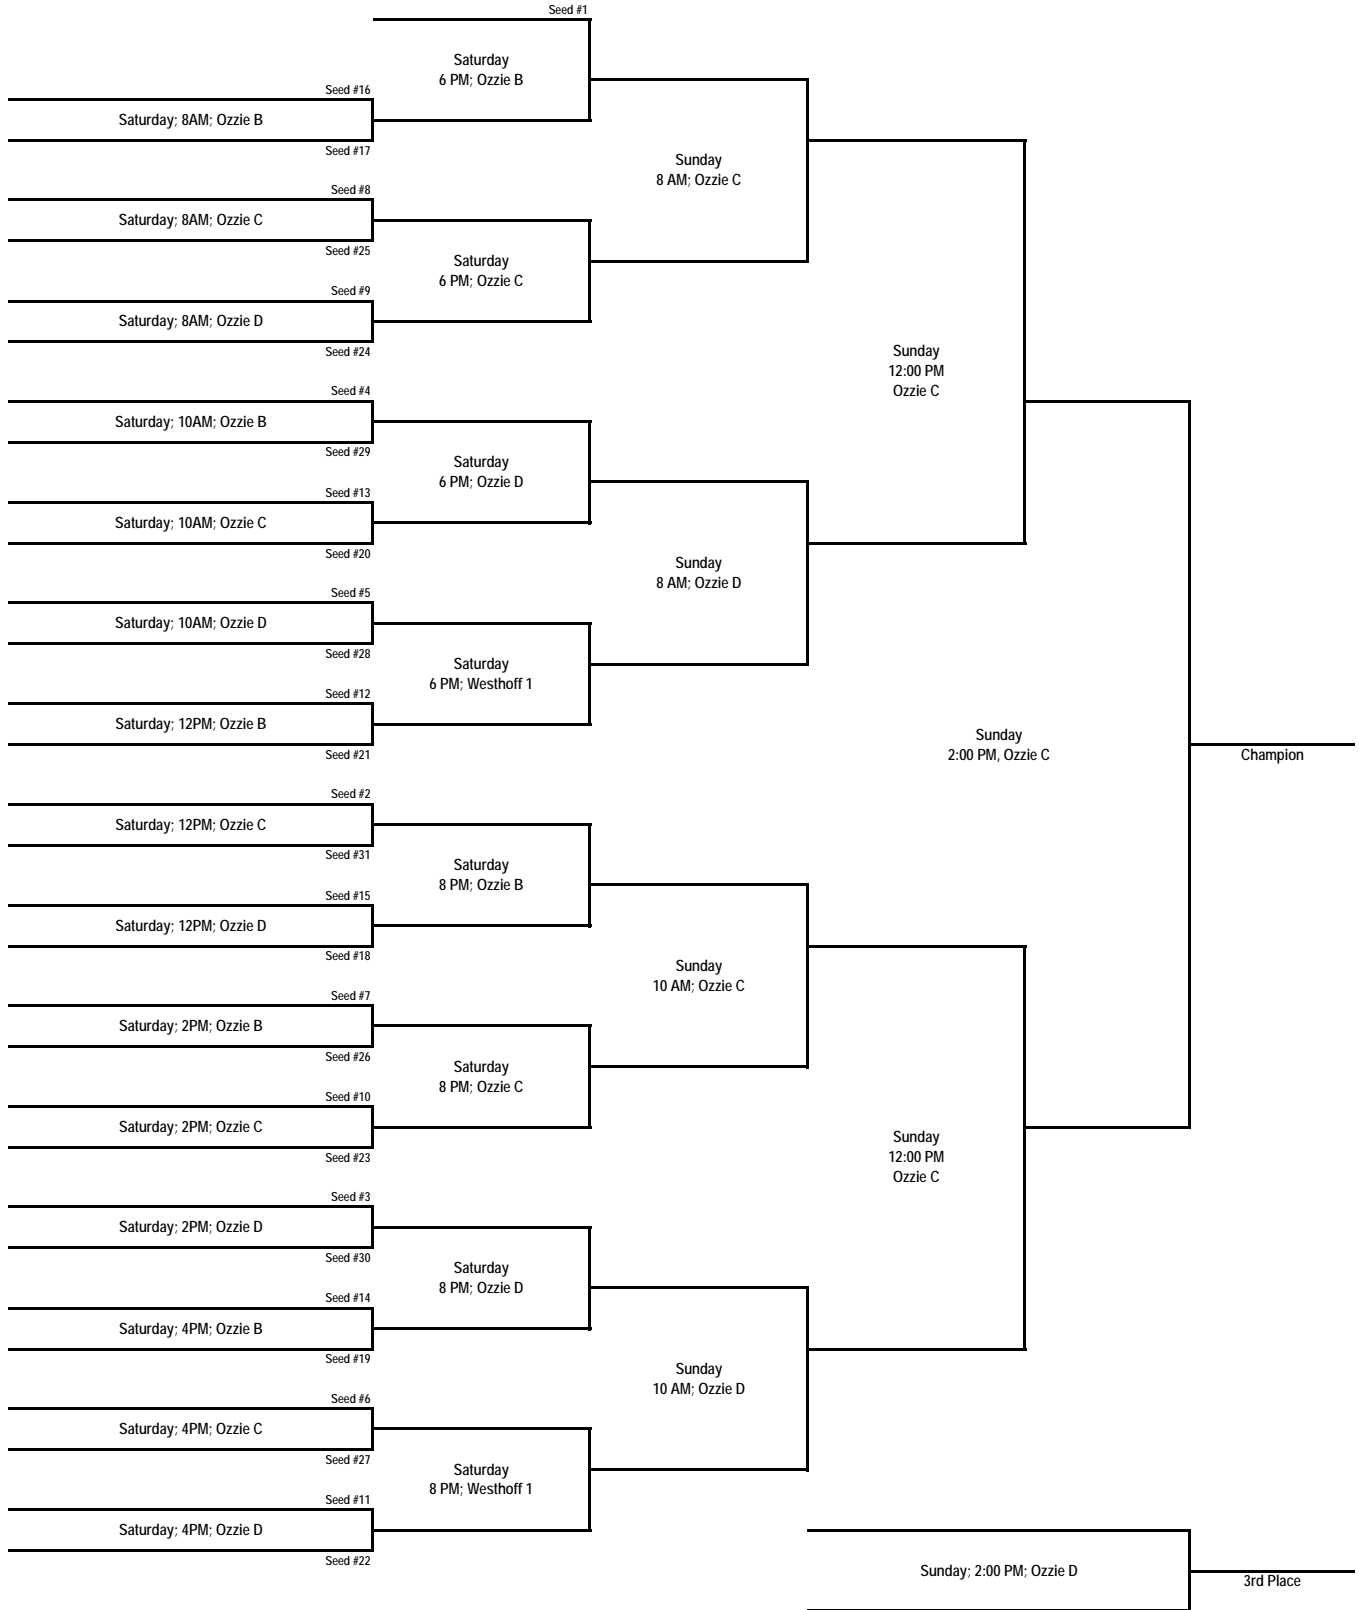 Seed #1
Saturday
6 PM; Ozzie B
Seed #16
Saturday; 8AM; Ozzie B
Seed #17
Sunday
8 AM; Ozzie C
Seed #8
Saturday; 8AM; Ozzie C
Seed #25
Saturday
6 PM; Ozzie C
Seed #9
Saturday; 8AM; Ozzie D
Seed #24
Sunday
12:00 PM
Ozzie C
Seed #4
Saturday; 10AM; Ozzie B
Seed #29
Saturday
6 PM; Ozzie D
Seed #13
Saturday; 10AM; Ozzie C
Seed #20
Sunday
8 AM; Ozzie D
Seed #5
Saturday; 10AM; Ozzie D
Seed #28
Saturday
6 PM; Westhoff 1
Seed #12
Saturday; 12PM; Ozzie B
Seed #21
Sunday
2:00 PM, Ozzie C
Champion
Seed #2
Saturday; 12PM; Ozzie C
Seed #31
Saturday
8 PM; Ozzie B
Seed #15
Saturday; 12PM; Ozzie D
Seed #18
Sunday
10 AM; Ozzie C
Seed #7
Saturday; 2PM; Ozzie B
Seed #26
Saturday
8 PM; Ozzie C
Seed #10
Saturday; 2PM; Ozzie C
Seed #23
Sunday
12:00 PM
Ozzie C
Seed #3
Saturday; 2PM; Ozzie D
Seed #30
Saturday
8 PM; Ozzie D
Seed #14
Saturday; 4PM; Ozzie B
Seed #19
Sunday
10 AM; Ozzie D
Seed #6
Saturday; 4PM; Ozzie C
Seed #27
Saturday
8 PM; Westhoff 1
Seed #11
Saturday; 4PM; Ozzie D
Seed #22
Sunday; 2:00 PM; Ozzie D
3rd Place